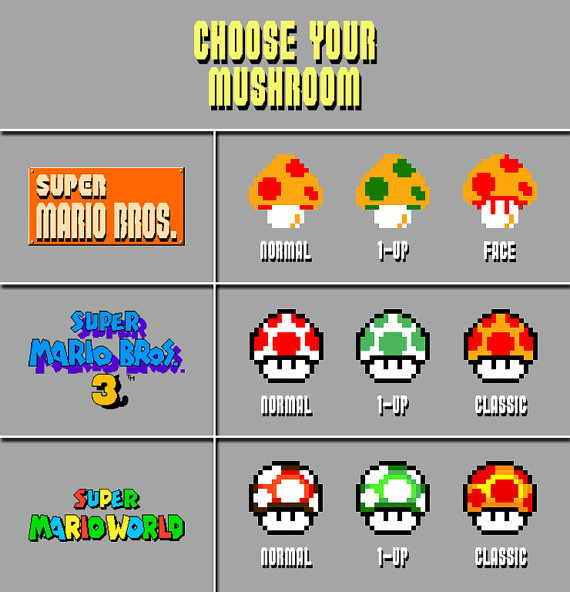 CHOOSE YOUR
MUSHROOM
SUPER
MARIO BROS.
NORMAL 1-UP FACE
SUPER
MARIO BROS.
3 TM
NORMAL 1-UP CLASSIC
SUPER
MARIO WORLD
NORMAL 1-UP CLASSIC